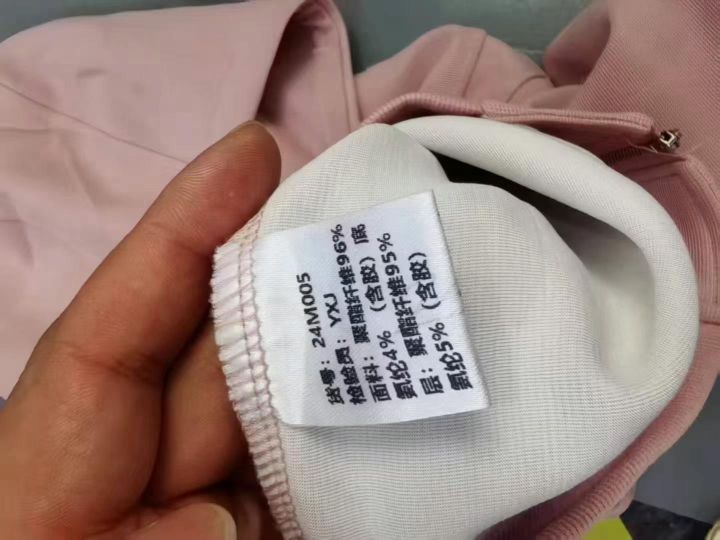 货号: 24M005
检验员: YXJ
面料: 聚酯纤维96%
氨纶4% (含胶) 底
层: 聚酯纤维95%
氨纶5% (含胶)